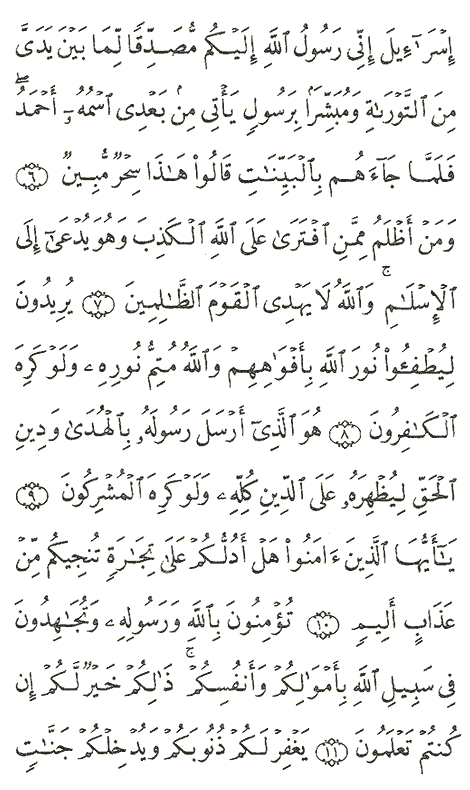 إِسۡرَٰٓءِيلَ إِنِّي رَسُولُ ٱللَّهِ إِلَيۡكُم مُّصَدِّقٗا لِّمَا بَيۡنَ يَدَيَّ
مِنَ ٱلتَّوۡرَىٰةِ وَمُبَشِّرَۢا بِرَسُولٖ يَأۡتِي مِنۢ بَعۡدِي ٱسۡمُهُۥٓ أَحۡمَدُۖ
فَلَمَّا جَآءَهُم بِٱلۡبَيِّنَٰتِ قَالُواْ هَٰذَا سِحۡرٞ مُّبِينٞ ٦
وَمَنۡ أَظۡلَمُ مِمَّنِ ٱفۡتَرَىٰ عَلَى ٱللَّهِ ٱلۡكَذِبَ وَهُوَ يُدۡعَىٰٓ إِلَى
ٱلۡإِسۡلَٰمِۚ وَٱللَّهُ لَا يَهۡدِي ٱلۡقَوۡمَ ٱلظَّٰلِمِينَ ٧ يُرِيدُونَ
لِيُطۡفِـُٔواْ نُورَ ٱللَّهِ بِأَفۡوَٰهِهِمۡ وَٱللَّهُ مُتِمُّ نُورِهِۦ وَلَوۡ كَرِهَ
ٱلۡكَٰفِرُونَ ٨ هُوَ ٱلَّذِيٓ أَرۡسَلَ رَسُولَهُۥ بِٱلۡهُدَىٰ وَدِينِ
ٱلۡحَقِّ لِيُظۡهِرَهُۥ عَلَى ٱلدِّينِ كُلِّهِۦ وَلَوۡ كَرِهَ ٱلۡمُشۡرِكُونَ ٩
يَٰٓأَيُّهَا ٱلَّذِينَ ءَامَنُواْ هَلۡ أَدُلُّكُمۡ عَلَىٰ تِجَٰرَةٖ تُنجِيكُم مِّنۡ
عَذَابٍ أَلِيمٖ ١٠ تُؤۡمِنُونَ بِٱللَّهِ وَرَسُولِهِۦ وَتُجَٰهِدُونَ
فِي سَبِيلِ ٱللَّهِ بِأَمۡوَٰلِكُمۡ وَأَنفُسِكُمۡۚ ذَٰلِكُمۡ خَيۡرٞ لَّكُمۡ إِن
كُنتُمۡ تَعۡلَمُونَ ١١ يَغۡفِرۡ لَكُمۡ ذُنُوبَكُمۡ وَيُدۡخِلۡكُمۡ جَنَّٰتٖ